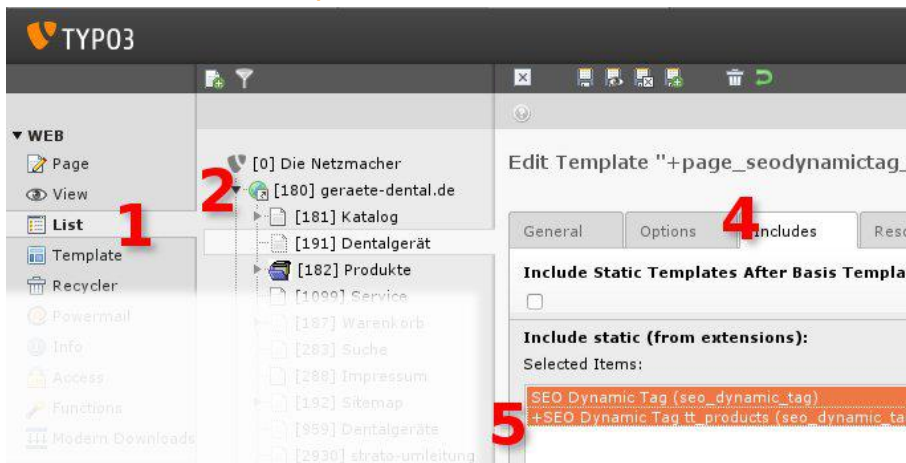 TYPO3
WEB
Page
View
List
Template
Recycler
Powermail
Info
Access
Functions
Modern Downloads
1
2
[0] Die Netzmacher
[180] geraete-dental.de
[181] Katalog
[191] Dentalgerät
[182] Produkte
[1099] Service
[187] Warenkorb
[283] Suche
[288] Impressum
[192] Sitemap
[959] Dentalgeräte
[2930] strato-umleitung
Edit Template "+page_seodynamictag_
General Options Includes Reso
4
Include Static Templates After Basis Templa
Include static (from extensions):
Selected Items:
5
SEO Dynamic Tag (seo_dynamic_tag)
+SEO Dynamic Tag tt_products (seo_dynamic_ta